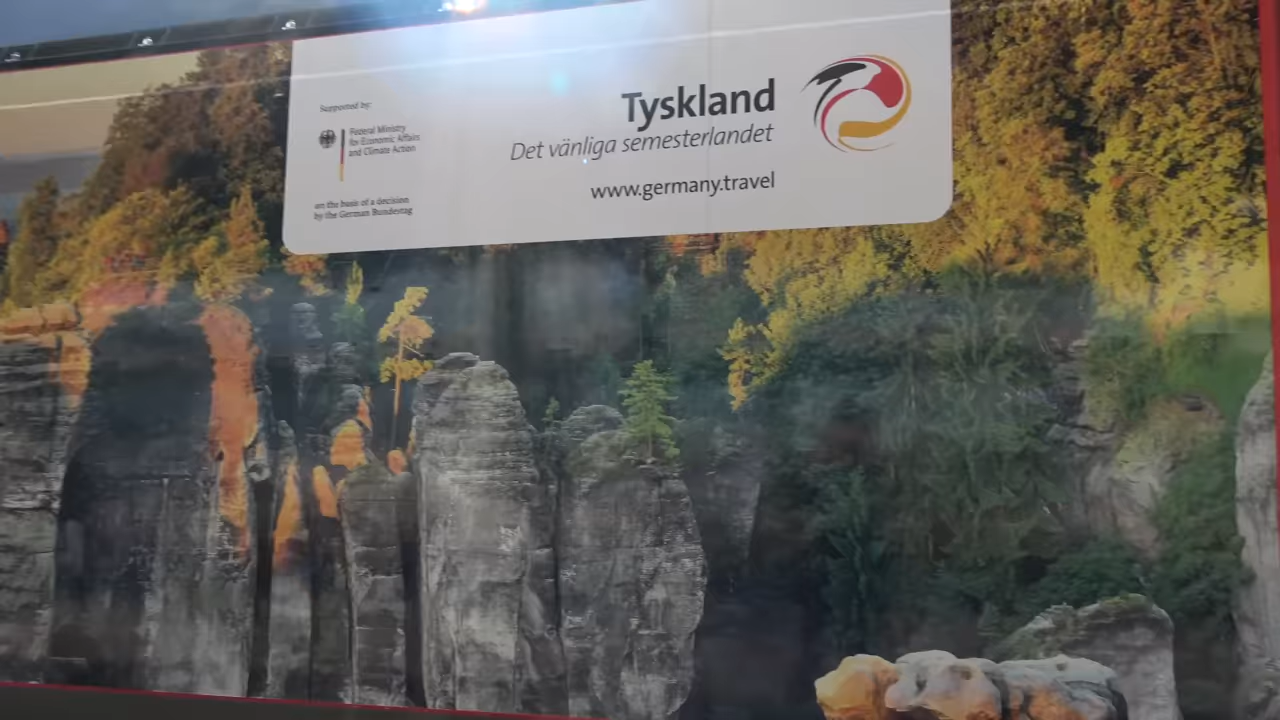 Supported by:
Federal Ministry
for Economic Affairs
and Climate Action
on the basis of a decision
by the German Bundestag
Tyskland
Det vänliga semesterlandet
www.germany.travel